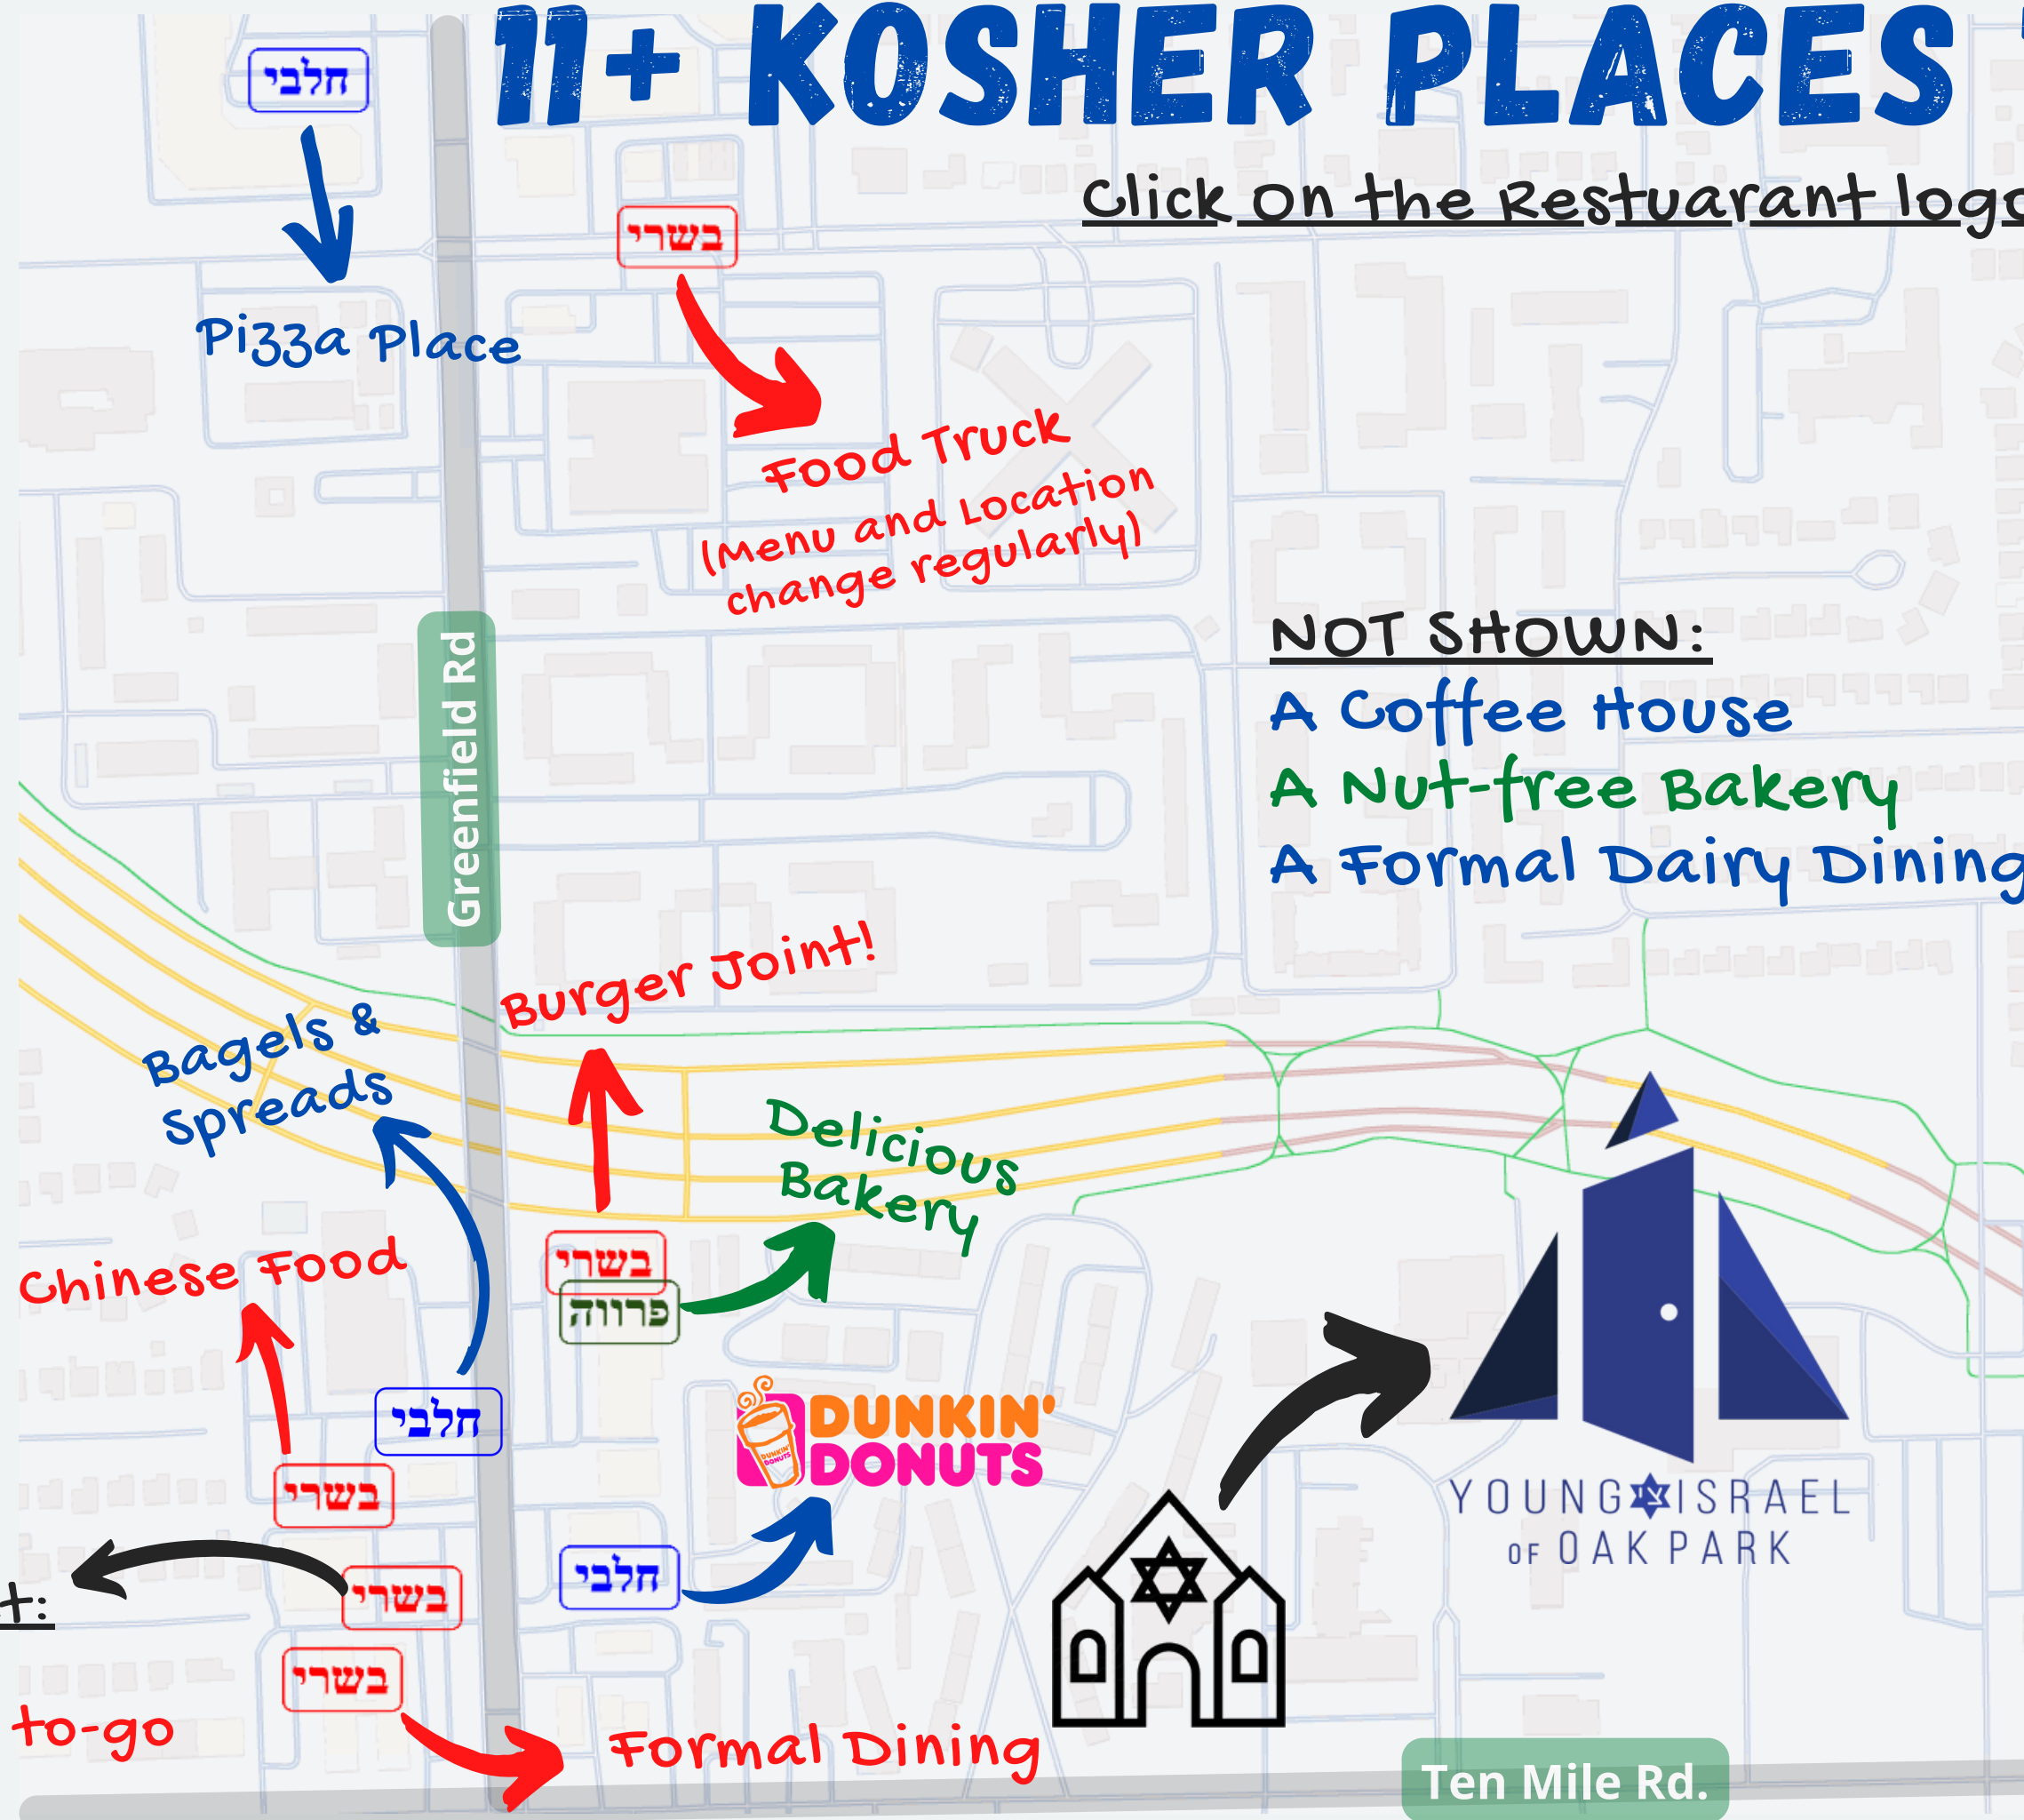 11+ KOSHER PLACES
Click on the Restuarant logo
חלבי
Pizza Place
בשרי
Food Truck
(Menu and Location
change regularly)
Greenfield Rd
NOT SHOWN:
A Coffee House
A Nut-free Bakery
A Formal Dairy Dining
Burger Joint!
Bagels &
Spreads
Delicious
Bakery
Chinese Food
בשרי
פרווה
חלבי
DUNKIN'
DONUTS
DUNKIN'
DONUTS
בשרי
YOUNG ISRAEL
OF OAK PARK
חלבי
בשרי
t:
בשרי
to-go
Formal Dining
Ten Mile Rd.